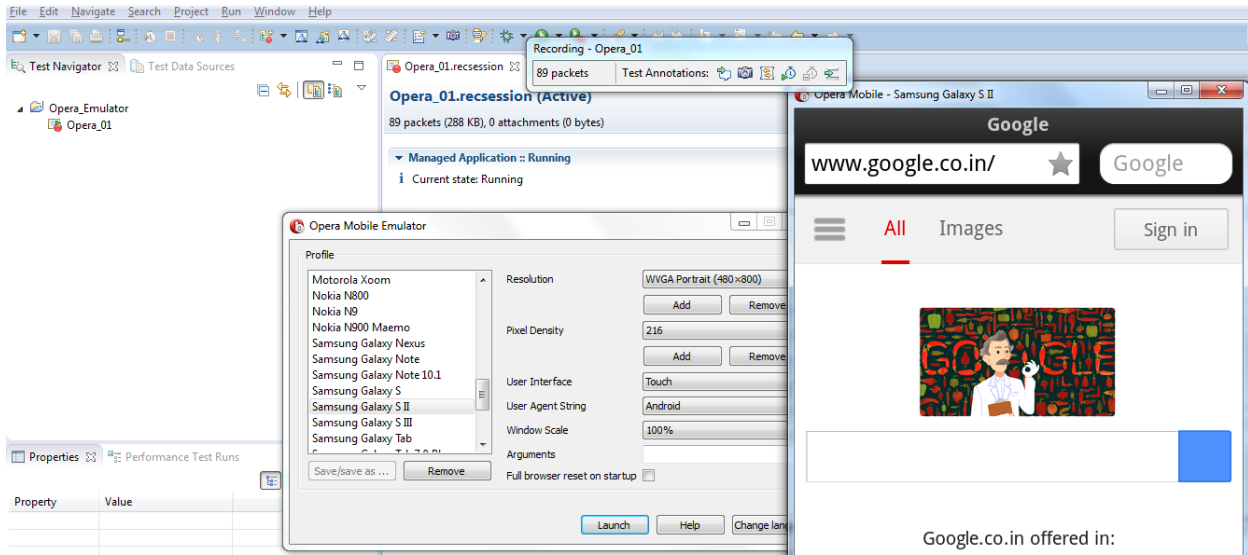 File Edit Navigate Search Project Run Window Help
Recording - Opera_01
89 packets Test Annotations:
Test Navigator Test Data Sources
Opera_Emulator
Opera_01
Opera_01.recsession
Opera_01.recsession (Active)
89 packets (288 KB), 0 attachments (0 bytes)
Managed Application :: Running
Current state: Running
Opera Mobile Emulator
Profile
Motorola Xoom
Nokia N800
Nokia N9
Nokia N900 Maemo
Samsung Galaxy Nexus
Samsung Galaxy Note
Samsung Galaxy Note 10.1
Samsung Galaxy S
Samsung Galaxy S II
Samsung Galaxy S III
Samsung Galaxy Tab
Save/save as ... Remove
Resolution WVGA Portrait (480×800)
Add Remove
Pixel Density 216
Add Remove
User Interface Touch
User Agent String Android
Window Scale 100%
Arguments
Full browser reset on startup
Launch Help Change lang
Properties Performance Test Runs
Property Value
Opera Mobile - Samsung Galaxy S II
Google
www.google.co.in/ Google
All Images Sign in
GOOGLE
Google.co.in offered in: